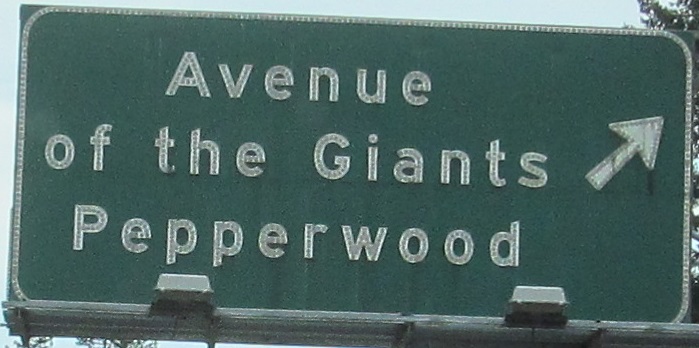 Avenue
of the Giants
Pepperwood